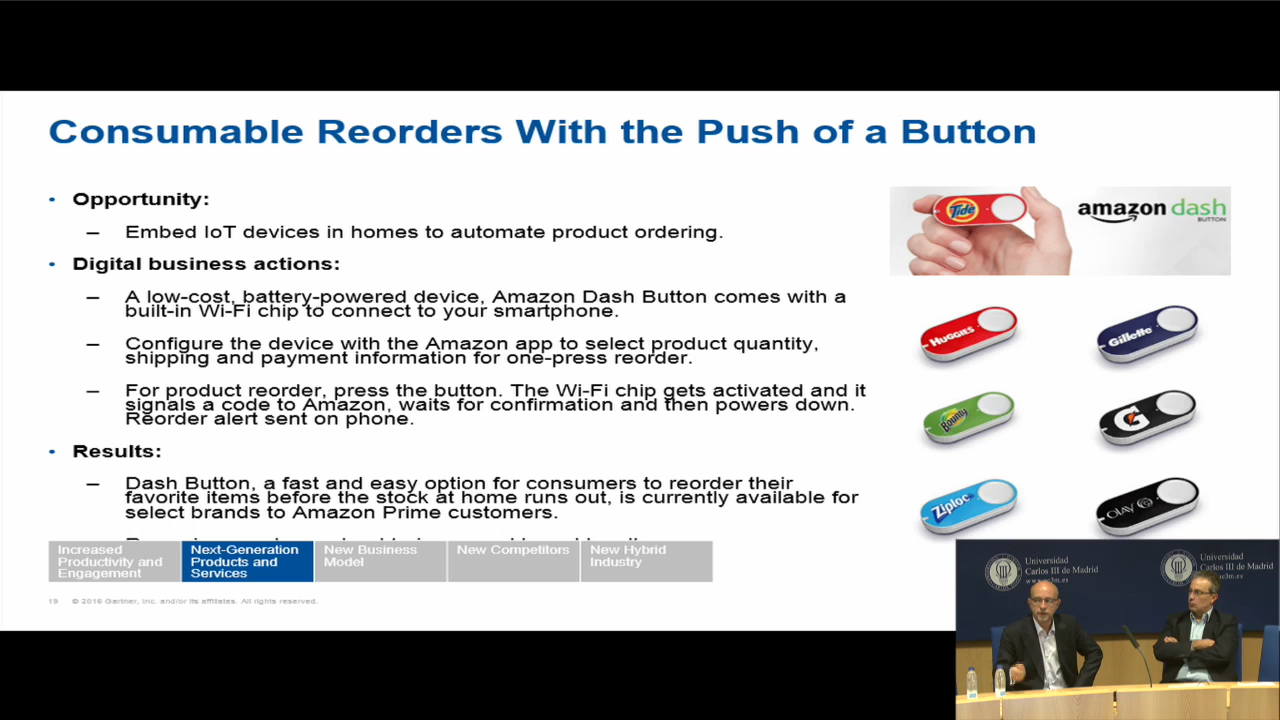 Consumable Reorders With the Push of a Button
• Opportunity:
– Embed IoT devices in homes to automate product ordering.
• Digital business actions:
– A low-cost, battery-powered device, Amazon Dash Button comes with a
built-in Wi-Fi chip to connect to your smartphone.
– Configure the device with the Amazon app to select product quantity,
shipping and payment information for one-press reorder.
– For product reorder, press the button. The Wi-Fi chip gets activated and it
signals a code to Amazon, waits for confirmation and then powers down.
Reorder alert sent on phone.
• Results:
– Dash Button, a fast and easy option for consumers to reorder their
favorite items before the stock at home runs out, is currently available for
select brands to Amazon Prime customers.
Tide
amazon dash
BUTTON
HUGGIES
Gillette
Bounty
G
Ziploc
OLAY
Increased
Productivity and
Engagement
Next-Generation
Products and
Services
New Business
Model
New Competitors
New Hybrid
Industry
19 © 2016 Gartner, Inc. and/or its affiliates. All rights reserved.
Universidad
Carlos III de Madrid
Universidad
Carlos III de Madrid